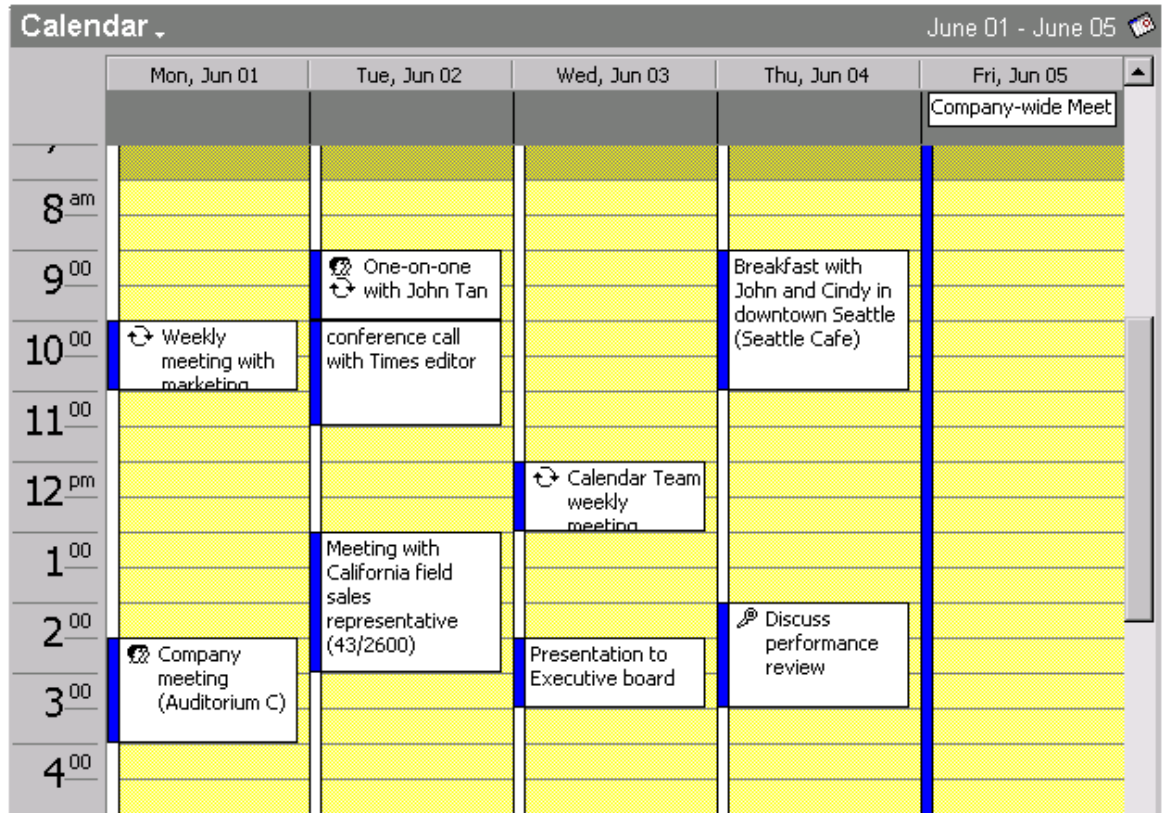 Calendar
June 01 - June 05
Mon, Jun 01
Tue, Jun 02
Wed, Jun 03
Thu, Jun 04
Fri, Jun 05
Company-wide Meet
8 am
9 00
10 00
11 00
12 pm
1 00
2 00
3 00
4 00
Weekly
meeting with
marketing
Company
meeting
(Auditorium C)
One-on-one
with John Tan
conference call
with Times editor
Meeting with
California field
sales
representative
(43/2600)
Calendar Team
weekly
meeting
Presentation to
Executive board
Breakfast with
John and Cindy in
downtown Seattle
(Seattle Cafe)
Discuss
performance
review